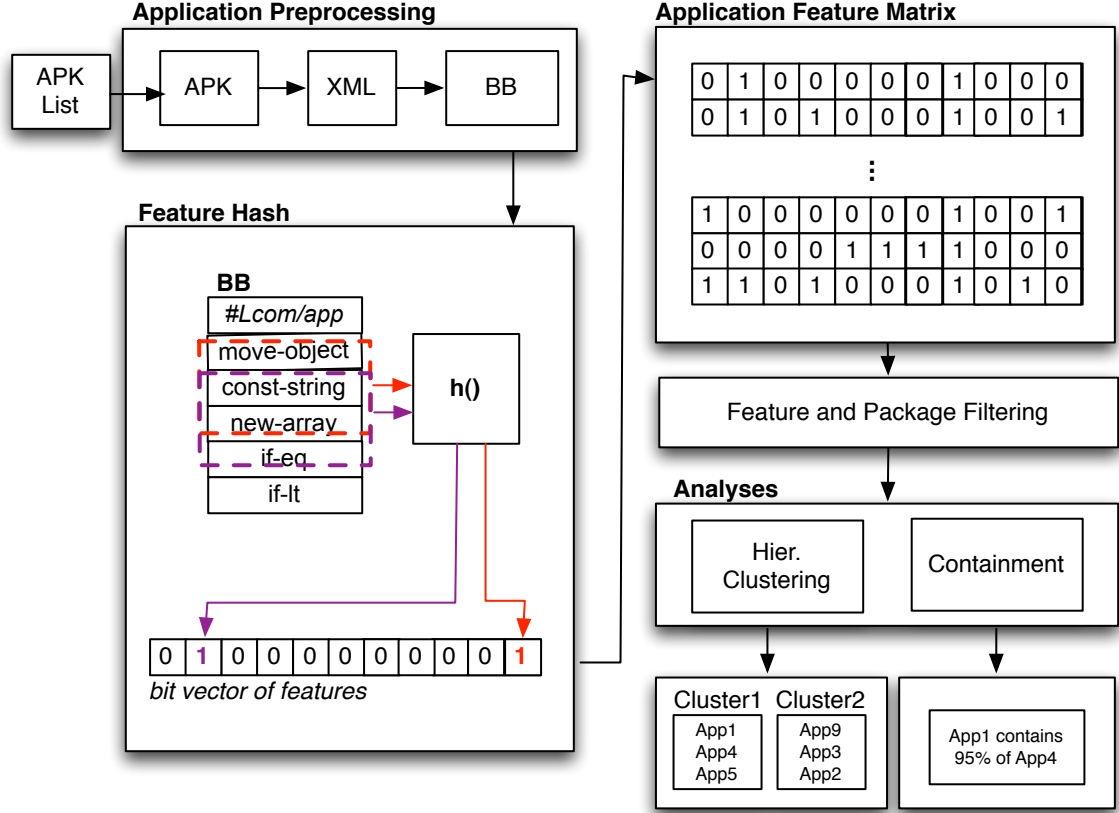 Application Preprocessing
APK
List
APK
XML
BB
Feature Hash
BB
#Lcom/app
move-object
const-string
new-array
if-eq
if-lt
h()
0 1 0 0 0 0 0 0 0 0 1
bit vector of features
Application Feature Matrix
0 1 0 0 0 0 0 1 0 0 0
0 1 0 1 0 0 0 1 0 0 1
...
1 0 0 0 0 0 0 1 0 0 1
0 0 0 0 1 1 1 1 0 0 0
1 1 0 1 0 0 0 1 0 1 0
Feature and Package Filtering
Analyses
Hier.
Clustering
Containment
Cluster1
App1
App4
App5
Cluster2
App9
App3
App2
App1 contains
95% of App4